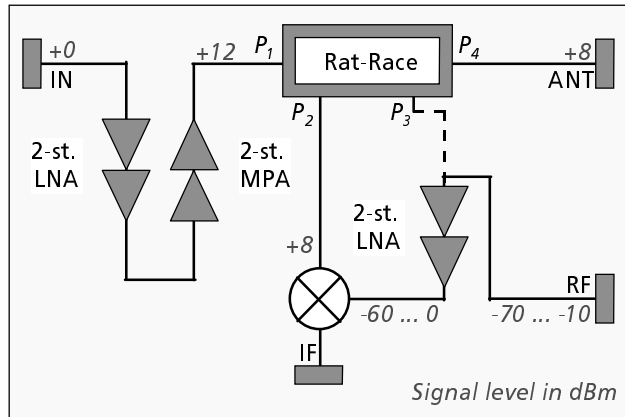 +0
IN
+12
P1
Rat-Race
P4
+8
ANT
P2
P3
2-st.
LNA
2-st.
MPA
2-st.
LNA
+8
RF
-60 ... 0
-70 ... -10
IF
Signal level in dBm